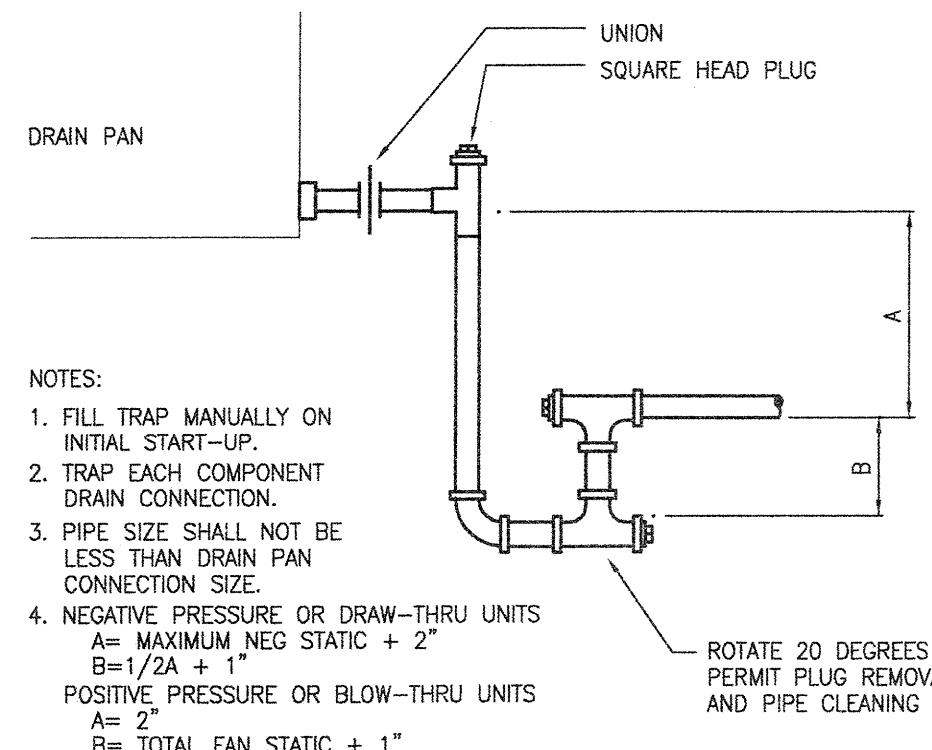 UNION
SQUARE HEAD PLUG
DRAIN PAN
A
B
NOTES:
1. FILL TRAP MANUALLY ON
INITIAL START-UP.
2. TRAP EACH COMPONENT
DRAIN CONNECTION.
3. PIPE SIZE SHALL NOT BE
LESS THAN DRAIN PAN
CONNECTION SIZE.
4. NEGATIVE PRESSURE OR DRAW-THRU UNITS
A= MAXIMUM NEG STATIC + 2"
B=1/2A + 1"
POSITIVE PRESSURE OR BLOW-THRU UNITS
A= 2"
B= TOTAL FAN STATIC + 1"
ROTATE 20 DEGREES
PERMIT PLUG
AND PIPE CLEANING